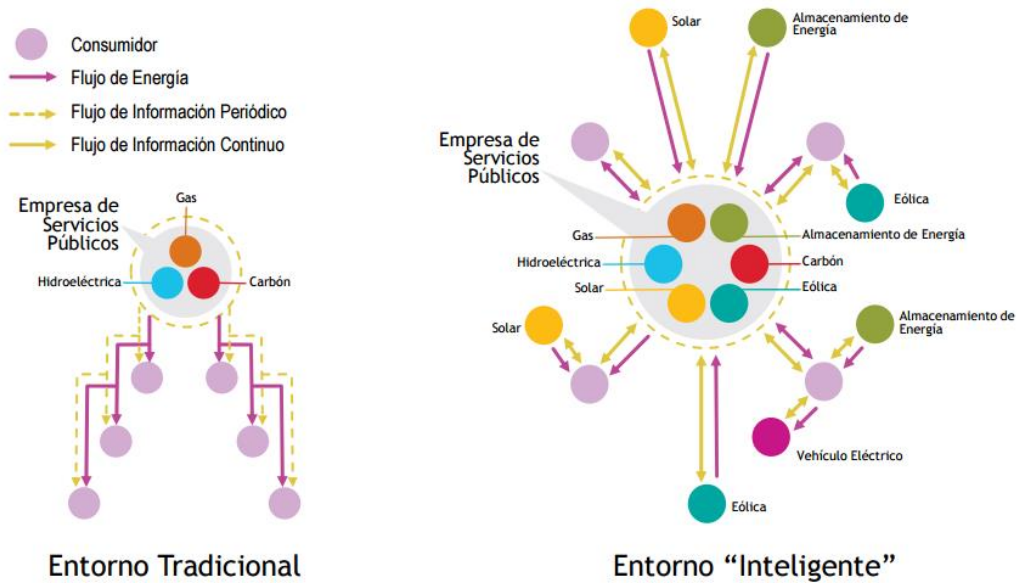 Consumidor
Flujo de Energía
Flujo de Información Periódico
Flujo de Información Continuo
Empresa de
Servicios
Públicos
Gas
Hidroeléctrica
Carbón
Entorno Tradicional
Solar
Almacenamiento de
Energía
Empresa de
Servicios
Públicos
Eólica
Gas
Almacenamiento de Energía
Hidroeléctrica
Carbón
Solar
Eólica
Solar
Almacenamiento de
Energía
Vehículo Eléctrico
Eólica
Entorno “Inteligente”